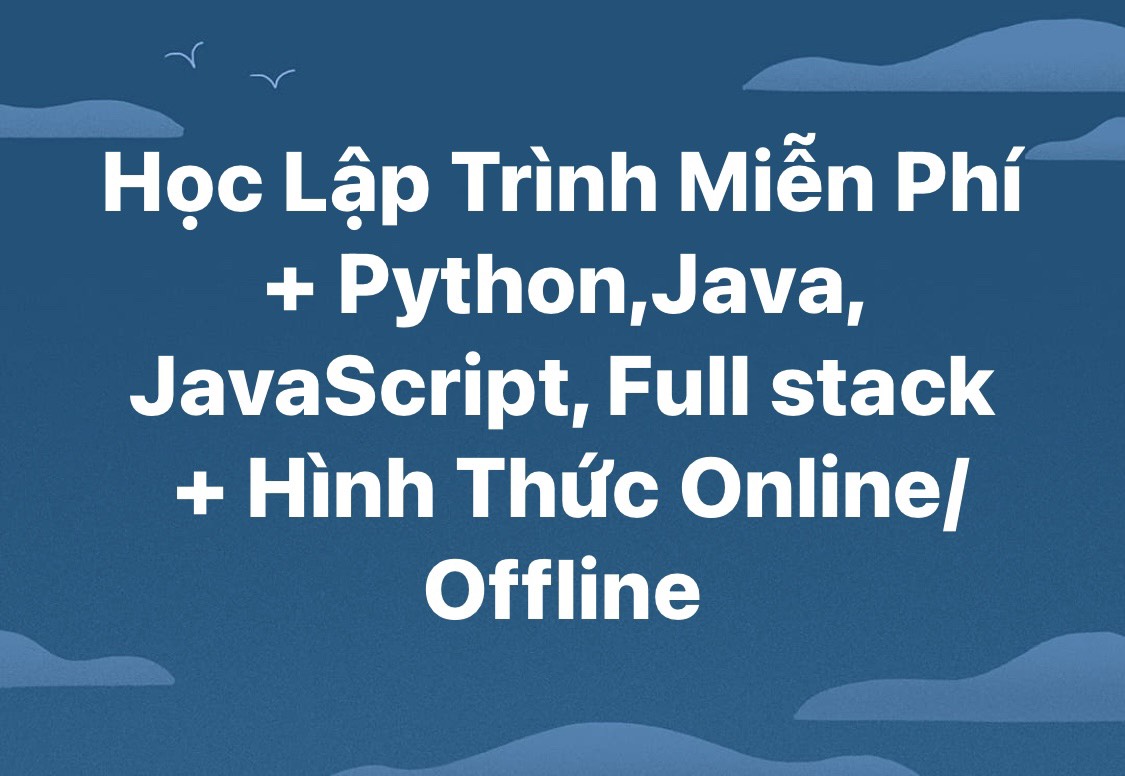 Học Lập Trình Miễn Phí
+ Python,Java,
JavaScript, Full stack
+ Hình Thức Online/
Offline